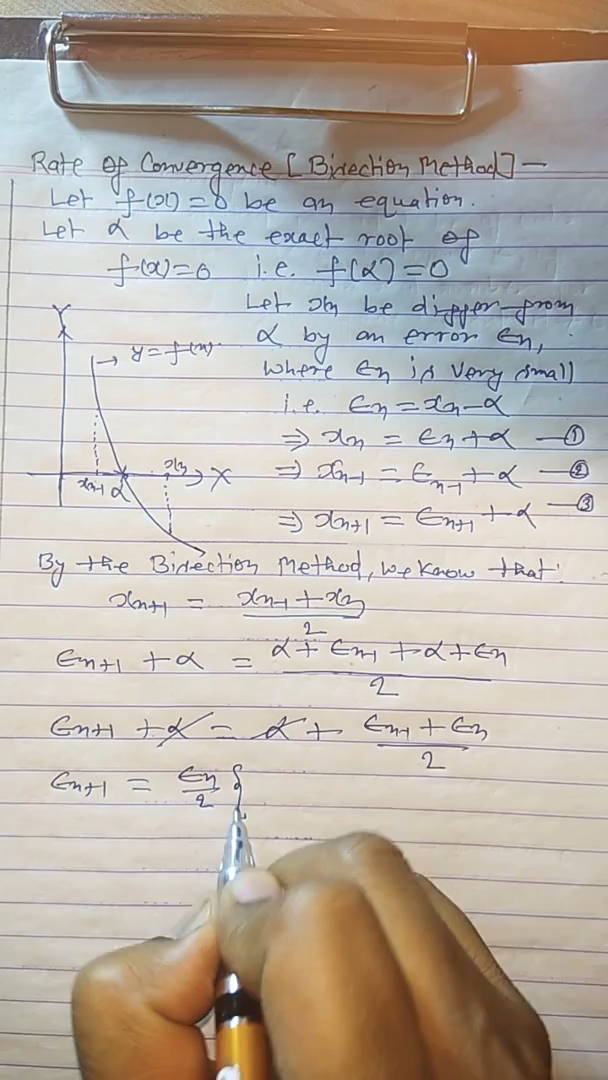 Rate of Convergence [Bisection Method] —
Let f(x) = 0 be an equation.
Let α be the exact root of
f(x) = 0 i.e. f(α) = 0
Let xn be differ from
α by an error ϵn,
where ϵn is very small
i.e. ϵn = xn - α
⇒ xn = ϵn + α — ①
⇒ xn-1 = ϵn-1 + α — ②
⇒ xn+1 = ϵn+1 + α — ③
Y
→ y = f(x).
xn-1 α xn X
By the Bisection Method, we know that:
xn+1 = (xn-1 + xn)/2
ϵn+1 + α = (α + ϵn-1 + α + ϵn)/2
ϵn+1 + α = α + (ϵn-1 + ϵn)/2
ϵn+1 = ϵn/2 {